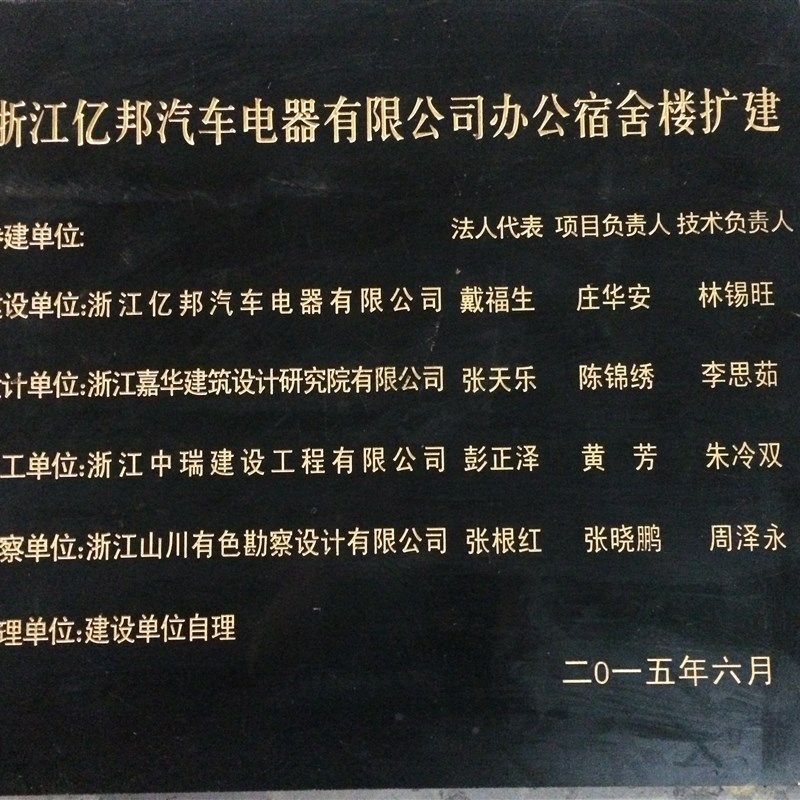 浙江亿邦汽车电器有限公司办公宿舍楼扩建
参建单位: 法人代表 项目负责人 技术负责人
建设单位:浙江亿邦汽车电器有限公司 戴福生 庄华安 林锡旺
设计单位:浙江嘉华建筑设计研究院有限公司 张天乐 陈锦绣 李思茹
工单位:浙江中瑞建设工程有限公司 彭正泽 黄 芳 朱冷双
察单位:浙江山川有色勘察设计有限公司 张根红 张晓鹏 周泽永
理单位:建设单位自理
二0一五年六月